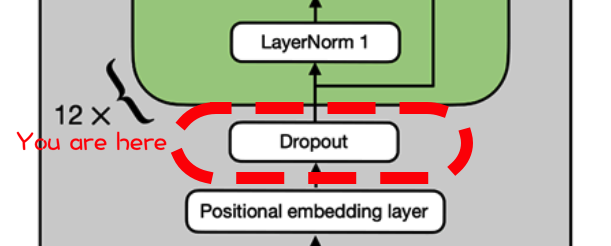 LayerNorm 1
12 ×
You are here
Dropout
Positional embedding layer